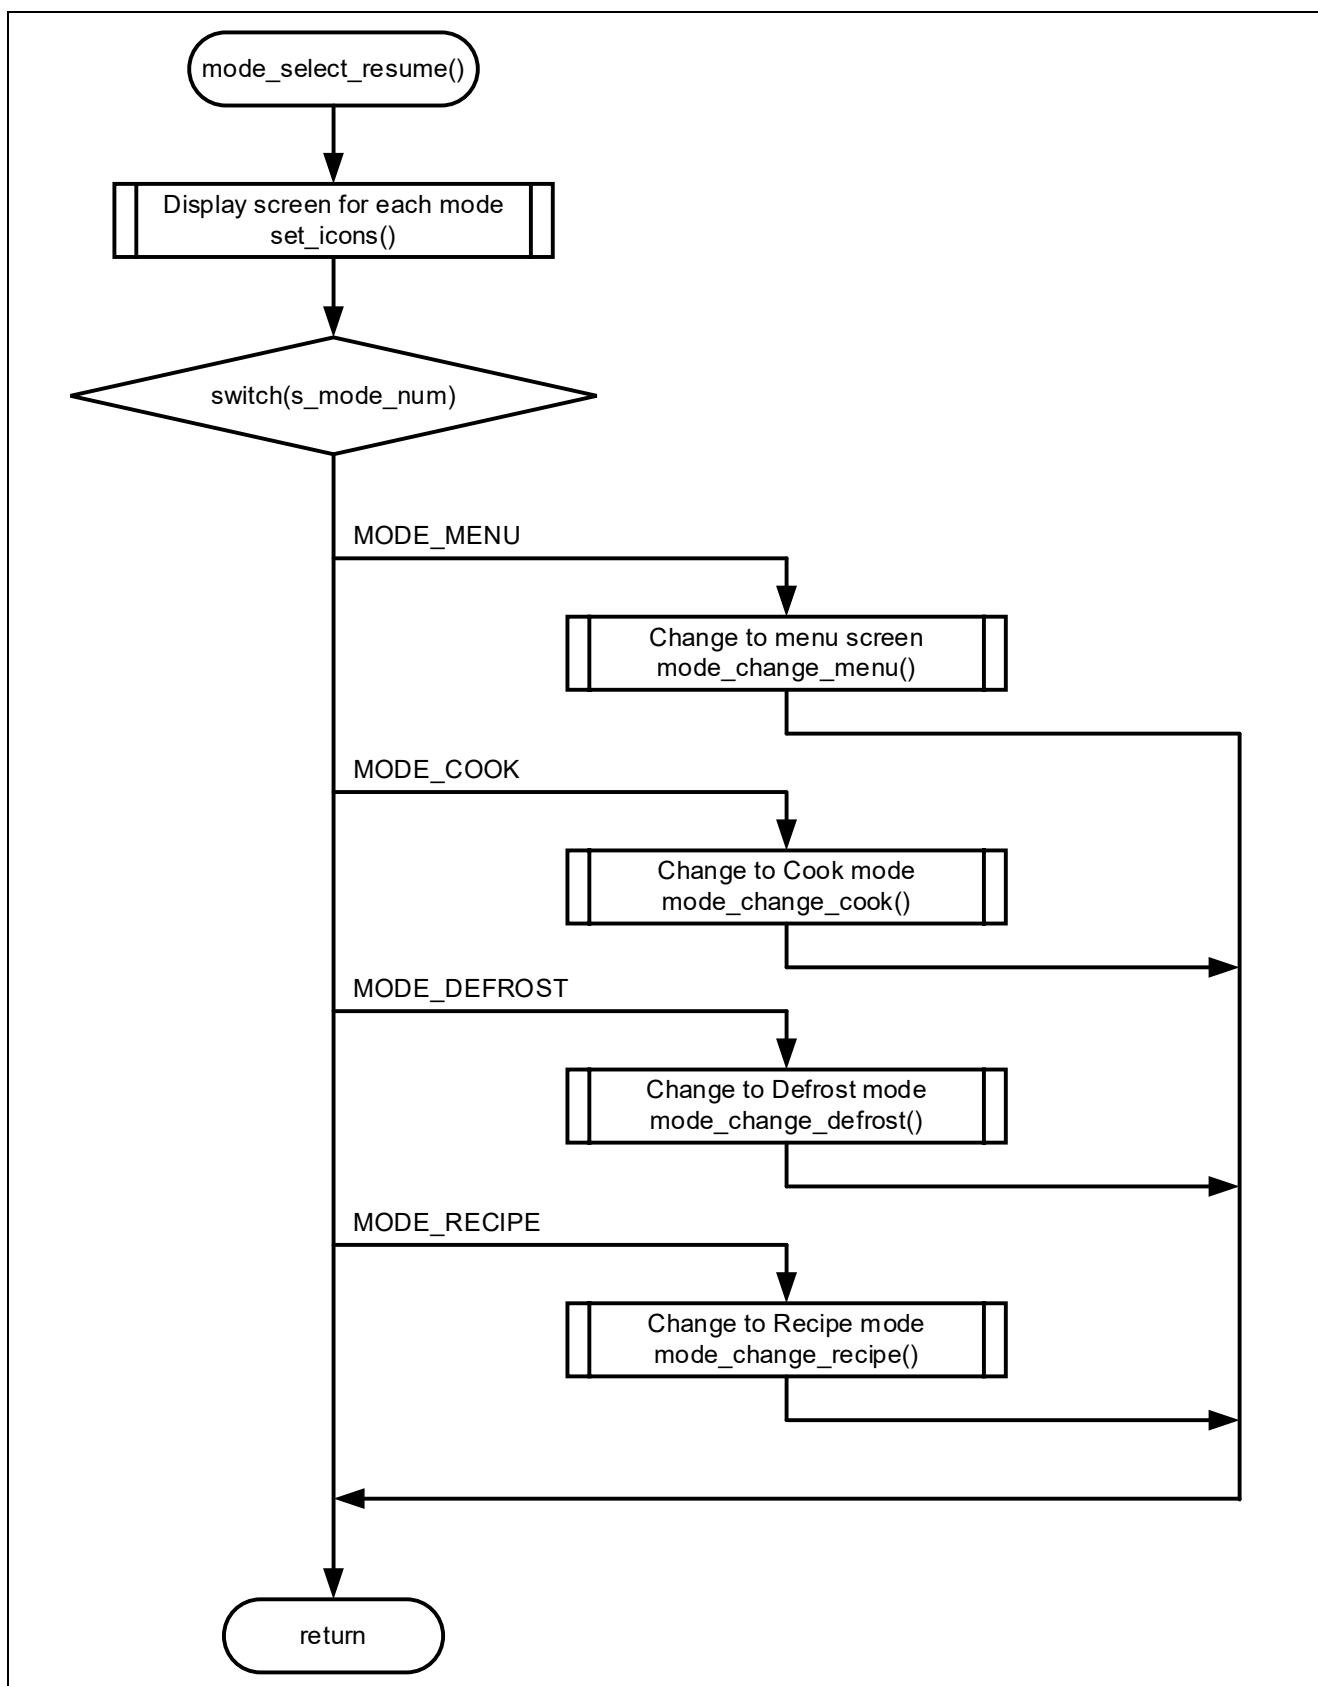 mode_select_resume()
Display screen for each mode
set_icons()
switch(s_mode_num)
MODE_MENU
Change to menu screen
mode_change_menu()
MODE_COOK
Change to Cook mode
mode_change_cook()
MODE_DEFROST
Change to Defrost mode
mode_change_defrost()
MODE_RECIPE
Change to Recipe mode
mode_change_recipe()
return